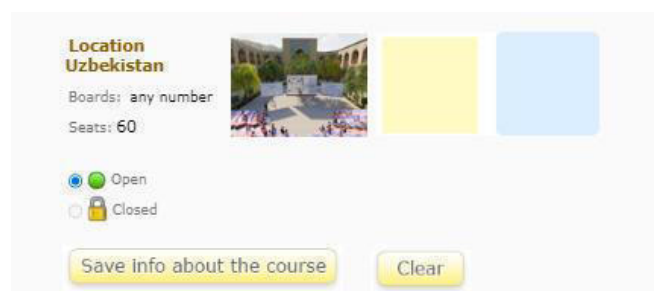 Location
Uzbekistan
Boards: any number
Seats: 60
Open
Closed
Save info about the course
Clear